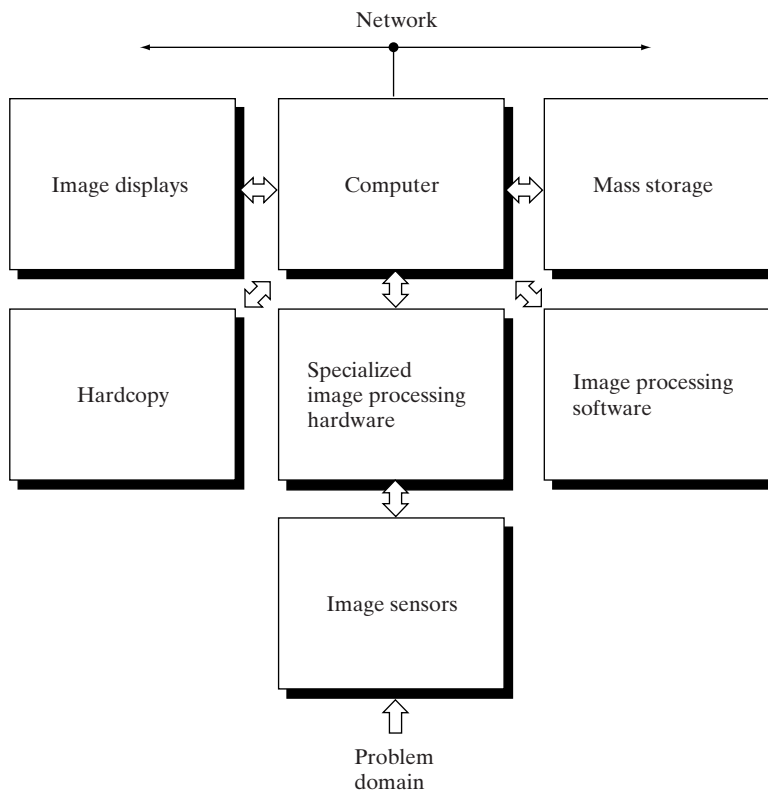 Network
Image displays
Computer
Mass storage
Hardcopy
Specialized
image processing
hardware
Image processing
software
Image sensors
Problem
domain